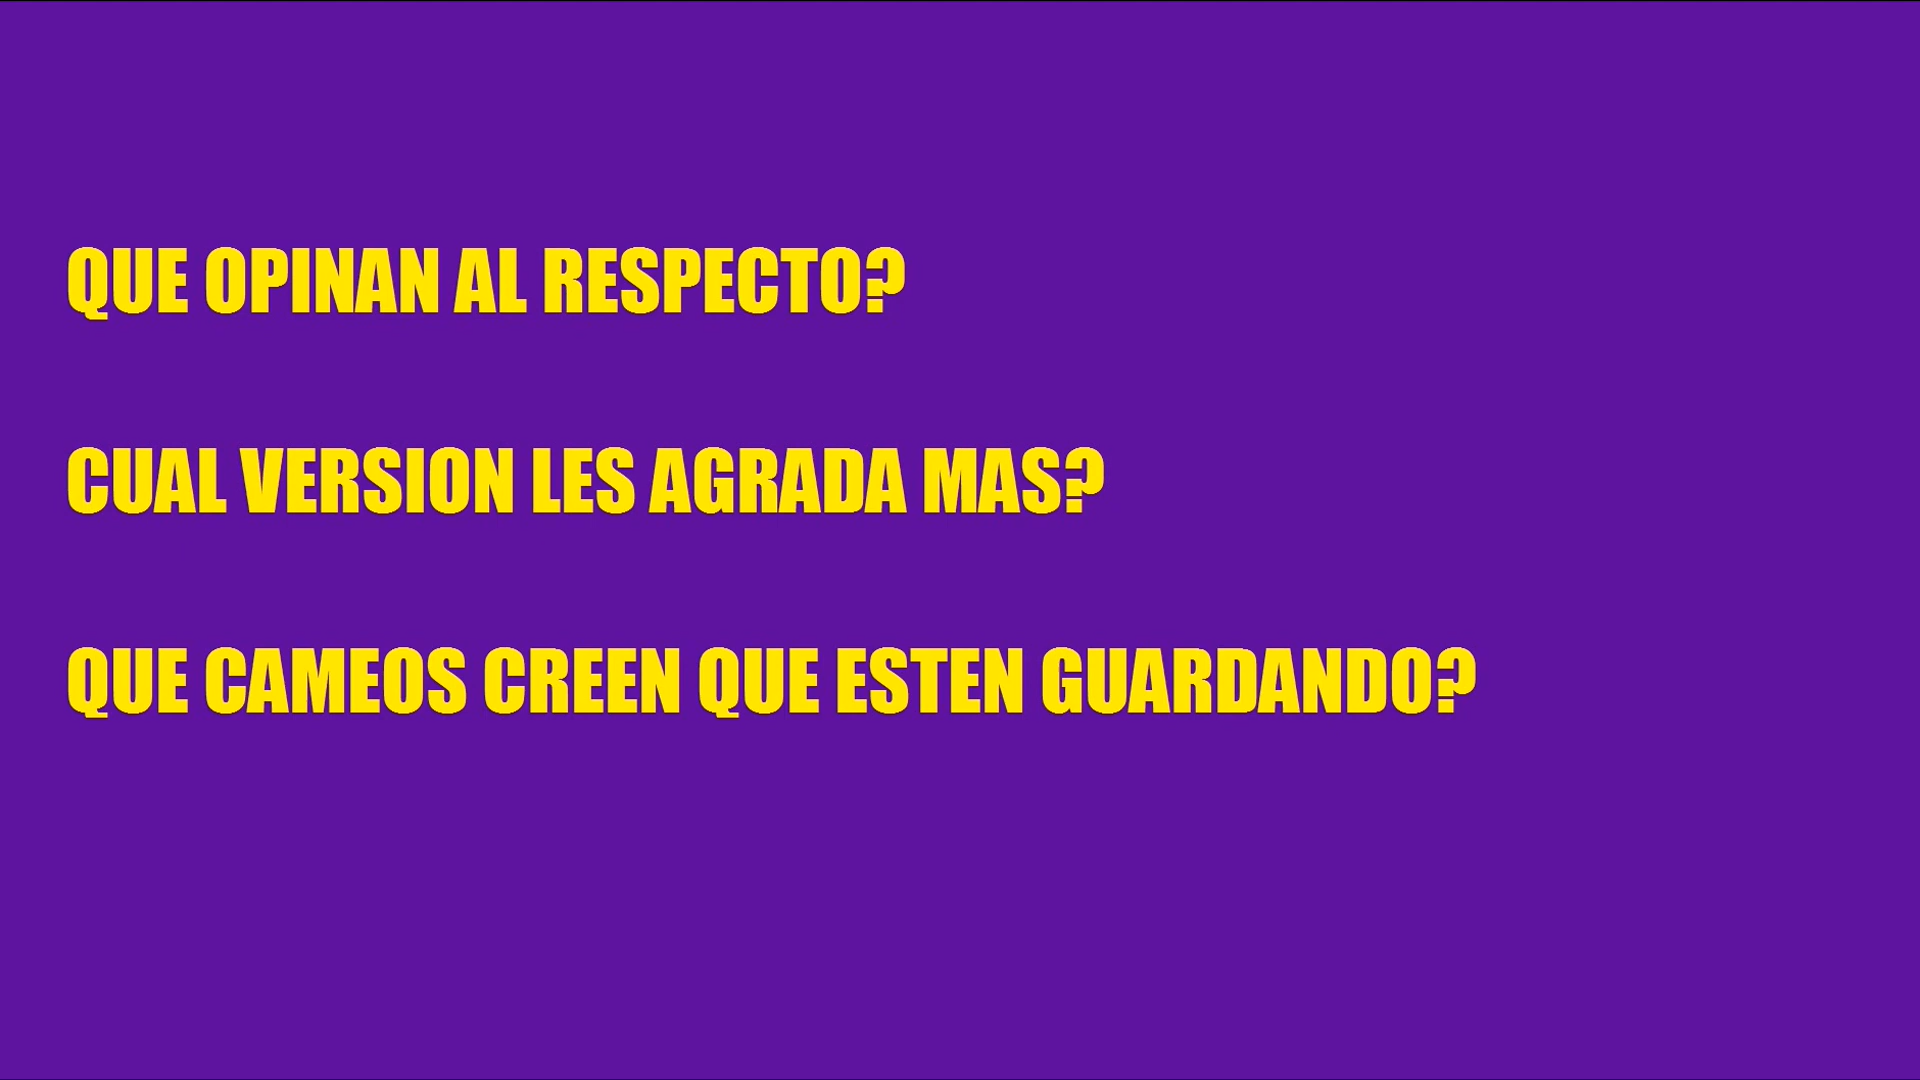 QUE OPINAN AL RESPECTO?
CUAL VERSION LES AGRADA MAS?
QUE CAMEOS CREEN QUE ESTEN GUARDANDO?